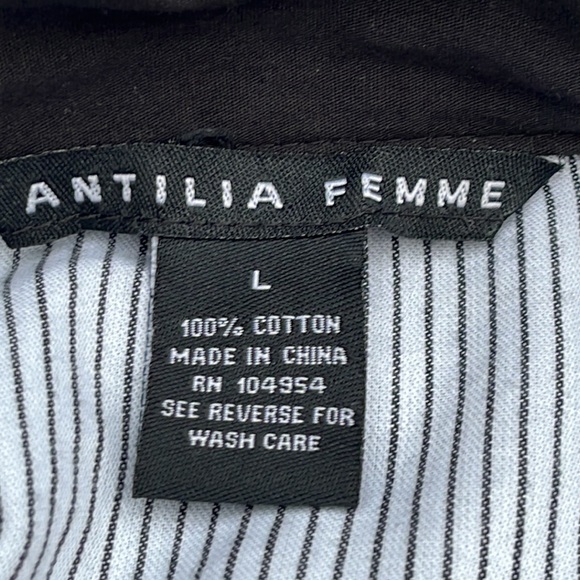 ANTILIA FEMME
L
100% COTTON
MADE IN CHINA
RN 104954
SEE REVERSE FOR
WASH CARE